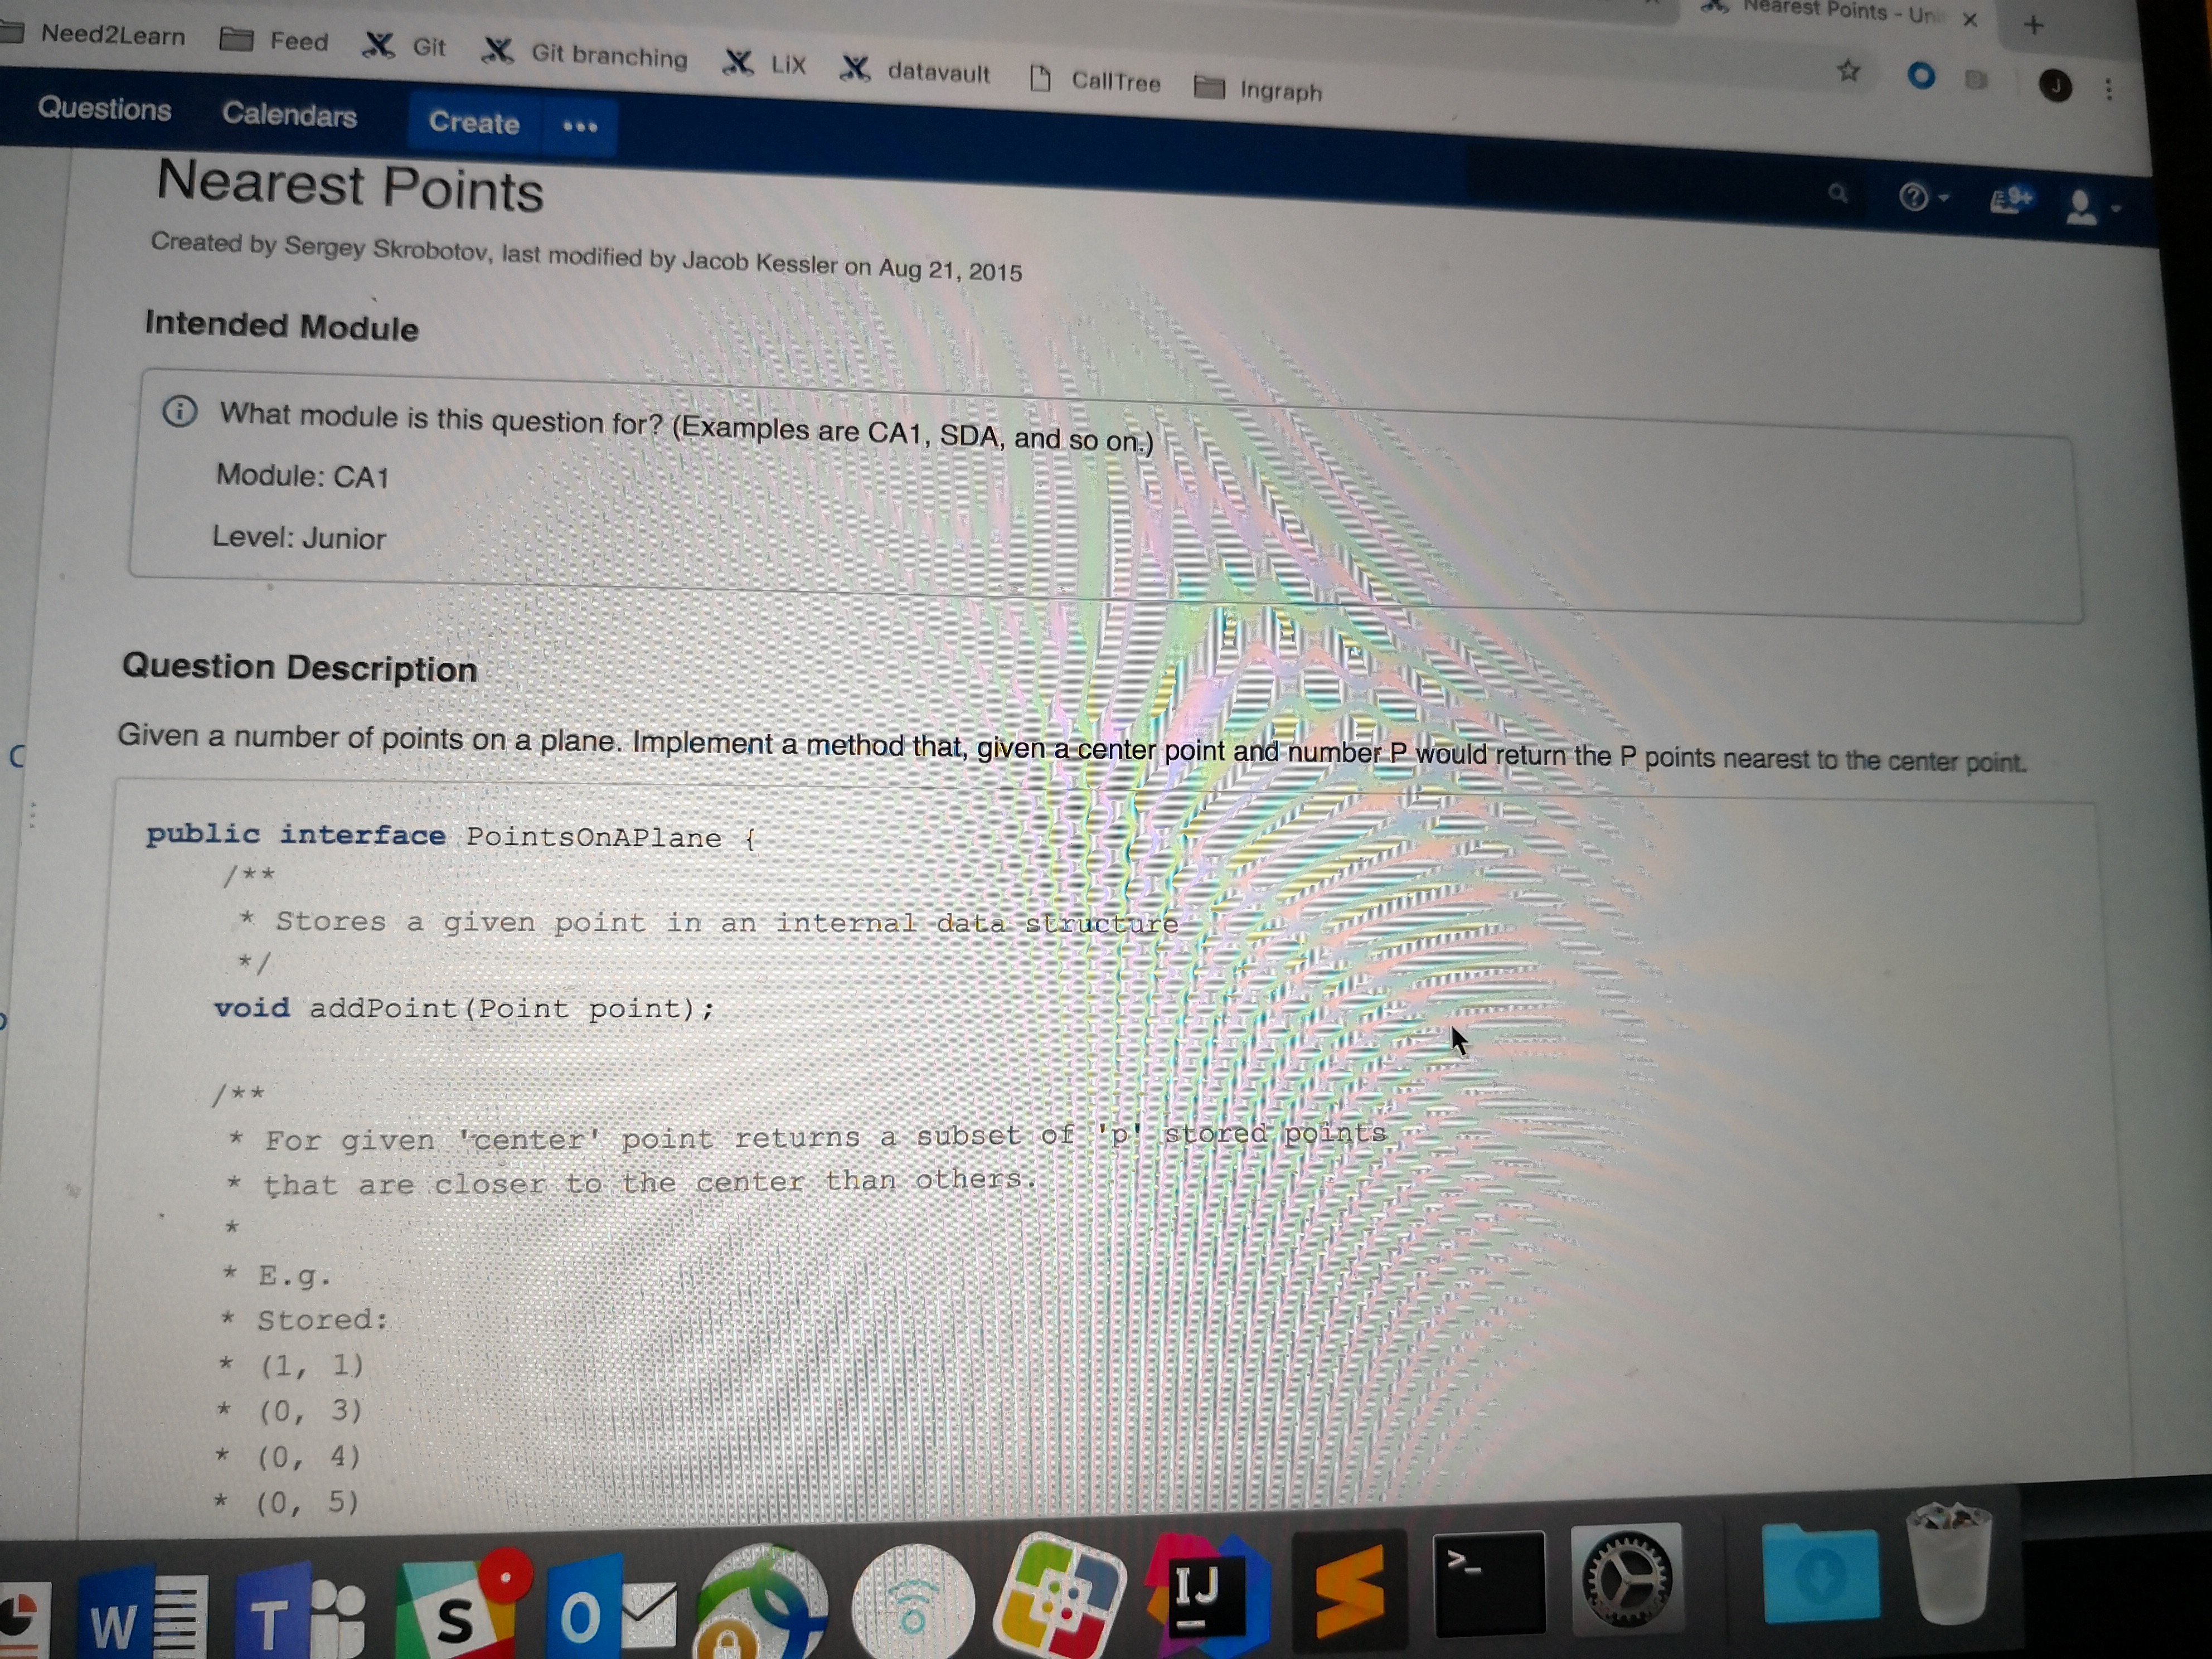 Nearest Points - Uni
Need2Learn Feed Git Git branching LiX datavault CallTree Ingraph
J
Questions Calendars Create •••
9+
Nearest Points
Created by Sergey Skrobotov, last modified by Jacob Kessler on Aug 21, 2015
Intended Module
What module is this question for? (Examples are CA1, SDA, and so on.)
Module: CA1
Level: Junior
Question Description
Given a number of points on a plane. Implement a method that, given a center point and number P would return the P points nearest to the center point.
public interface PointsOnAPlane {
/**
* Stores a given point in an internal data structure
*/
void addPoint(Point point);
/**
* For given 'center' point returns a subset of 'p' stored points
* that are closer to the center than others.
*
* E.g.
* Stored:
* (1, 1)
* (0, 3)
* (0, 4)
* (0, 5)
W T S O IJ >_